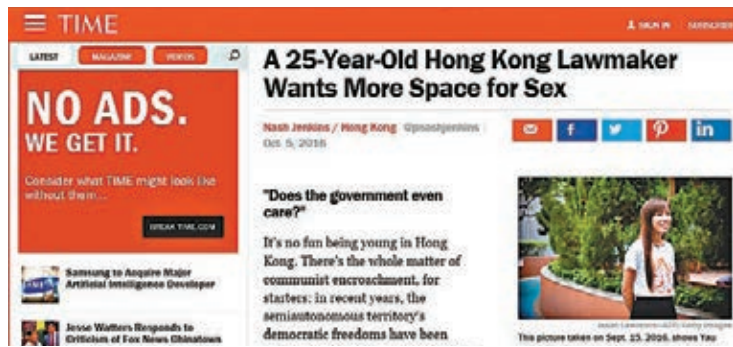 TIME
SIGN IN
SUBSCRIBE
LATEST
MAGAZINE
VIDEOS
NO ADS.
WE GET IT.
Consider what TIME might look like
without them...
BREAK TIME.COM
Samsung to Acquire Major
Artificial Intelligence Developer
Jesse Watters Responds to
Criticism of Fox News Chinatown
A 25-Year-Old Hong Kong Lawmaker
Wants More Space for Sex
Nash Jenkins / Hong Kong @pnashjenkins
Oct. 5, 2016
f
in
"Does the government even
care?"
It's no fun being young in Hong
Kong. There's the whole matter of
communist encroachment, for
starters: in recent years, the
semiautonomous territory's
democratic freedoms have been
This picture taken on Sept. 15, 2016, shows Yau